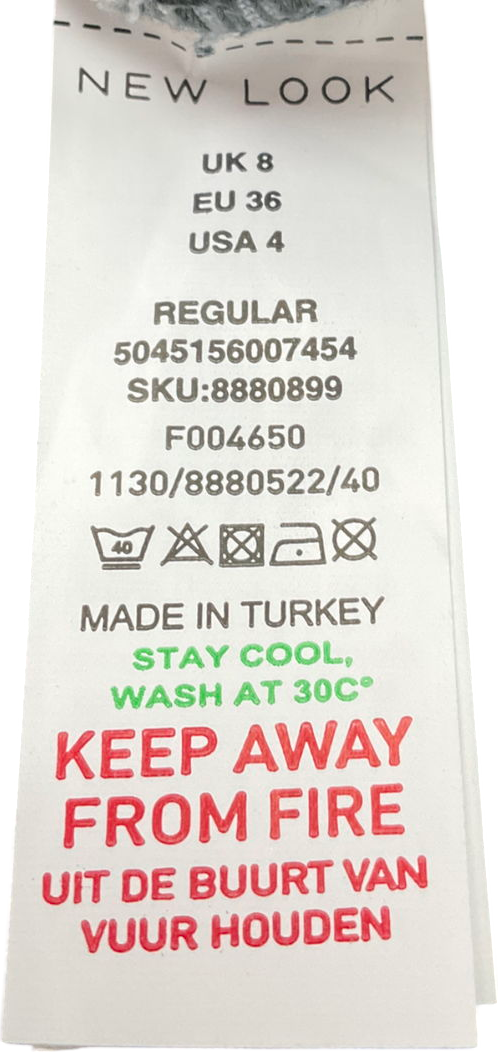 NEW LOOK
UK 8
EU 36
USA 4
REGULAR
5045156007454
SKU:8880899
F004650
1130/8880522/40
40
MADE IN TURKEY
STAY COOL,
WASH AT 30C°
KEEP AWAY
FROM FIRE
UIT DE BUURT VAN
VUUR HOUDEN